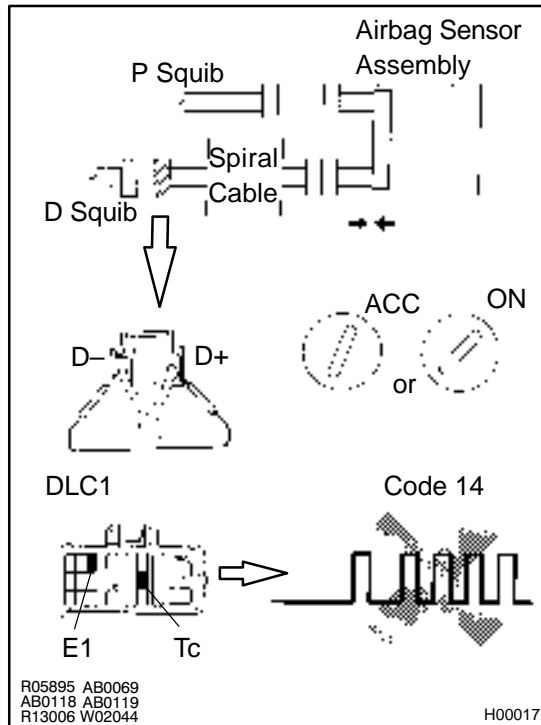 Airbag Sensor
Assembly
P Squib
Spiral
Cable
D Squib
ACC
ON
or
D–
D+
DLC1
Code 14
E1
Tc
R05895 AB0069
AB0118 AB0119
R13006 W02044
H00017